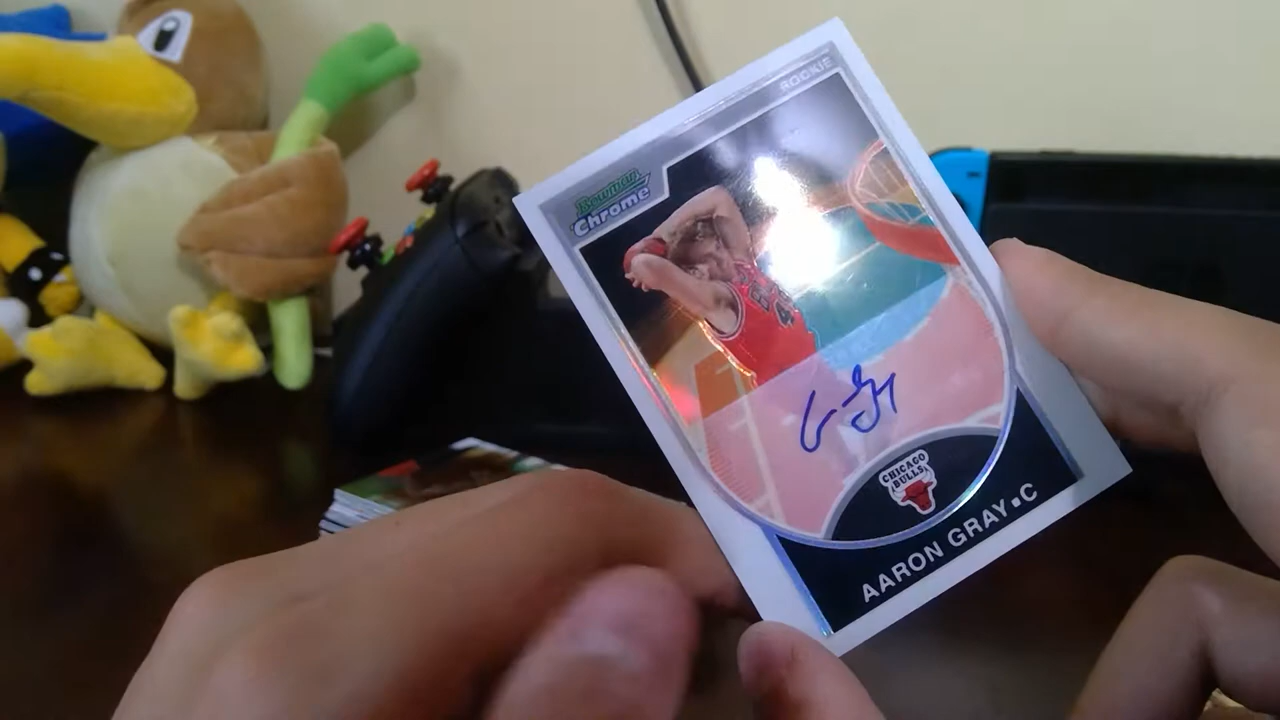 ROOKIE
Bowman
Chrome
CHICAGO
BULLS
AARON GRAY▪C